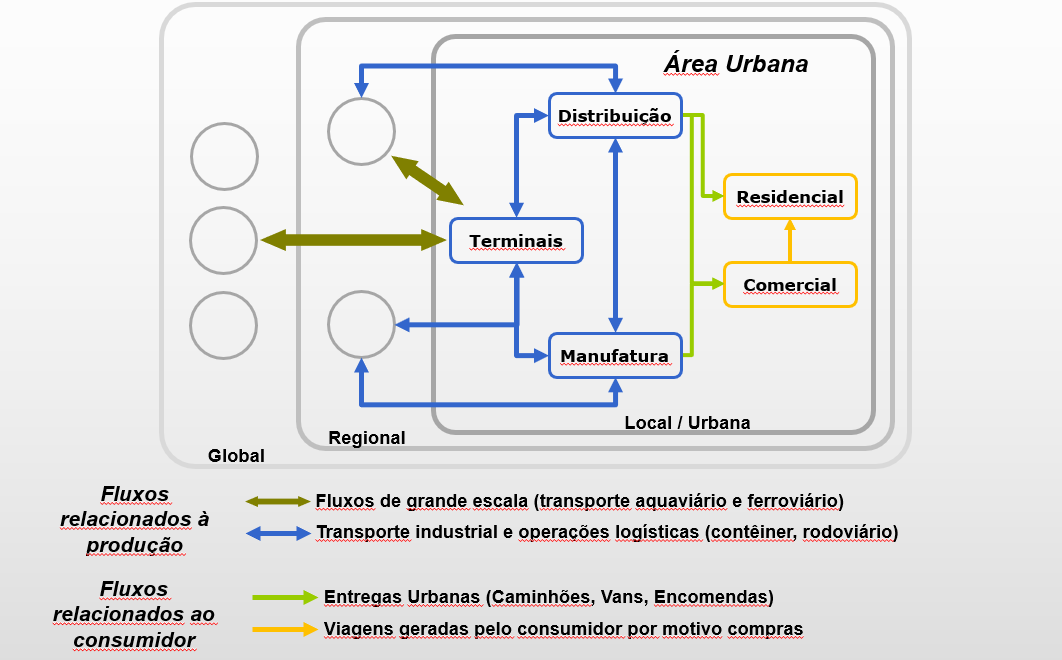 Área Urbana
Distribuição
Residencial
Terminais
Comercial
Manufatura
Local / Urbana
Regional
Global
Fluxos
relacionados à
produção
Fluxos de grande escala (transporte aquaviário e ferroviário)
Transporte industrial e operações logísticas (contêiner, rodoviário)
Fluxos
relacionados ao
consumidor
Entregas Urbanas (Caminhões, Vans, Encomendas)
Viagens geradas pelo consumidor por motivo compras